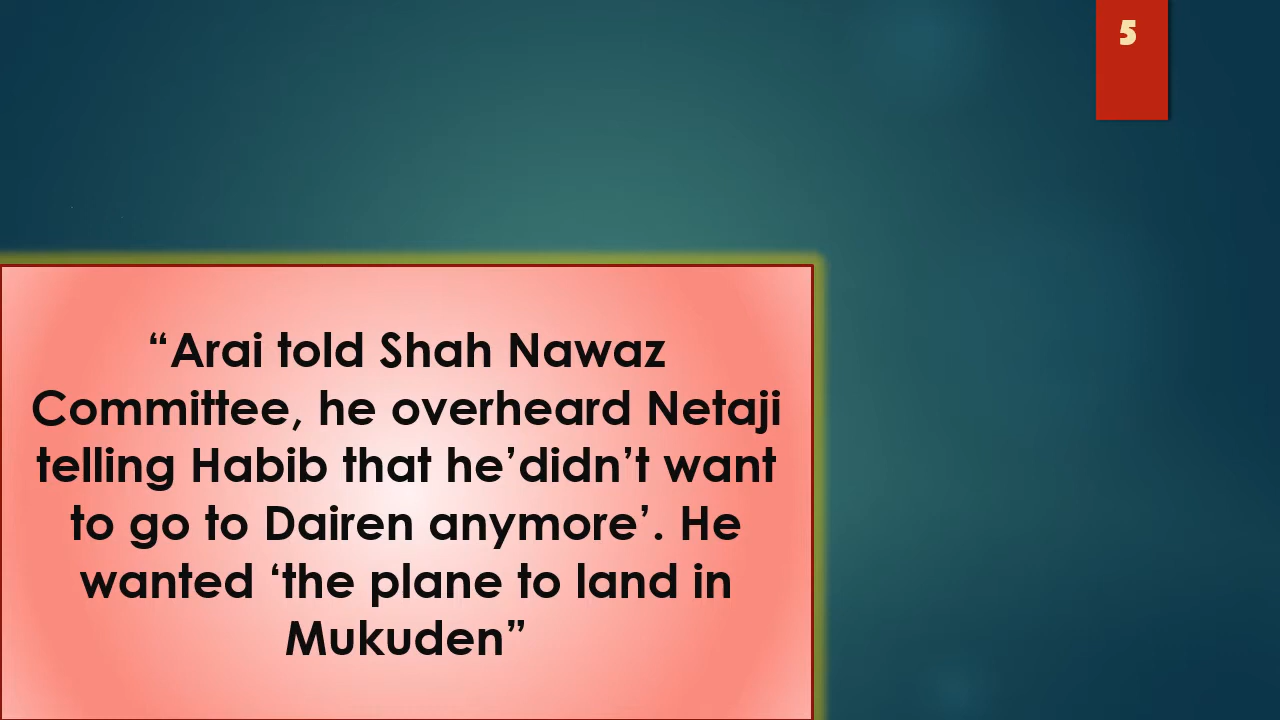 5
“Arai told Shah Nawaz
Committee, he overheard Netaji
telling Habib that he’didn’t want
to go to Dairen anymore’. He
wanted ‘the plane to land in
Mukuden”